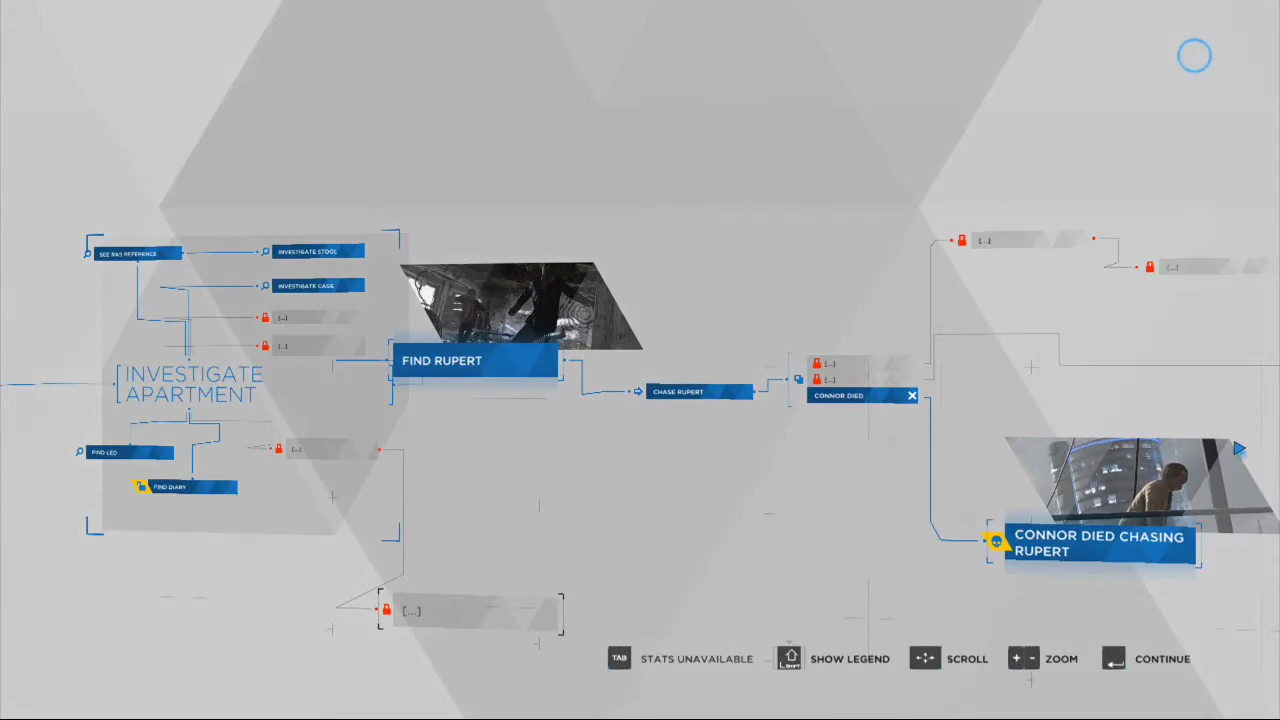 SEE RA9 REFERENCE
INVESTIGATE STOOL
INVESTIGATE CAGE
[...]
[...]
INVESTIGATE
APARTMENT
FIND LED
FIND DIARY
[...]
[...]
FIND RUPERT
CHASE RUPERT
[...]
[...]
CONNOR DIED
[...]
[...]
CONNOR DIED CHASING
RUPERT
TAB STATS UNAVAILABLE
L.SHIFT SHOW LEGEND
SCROLL
+ - ZOOM
CONTINUE